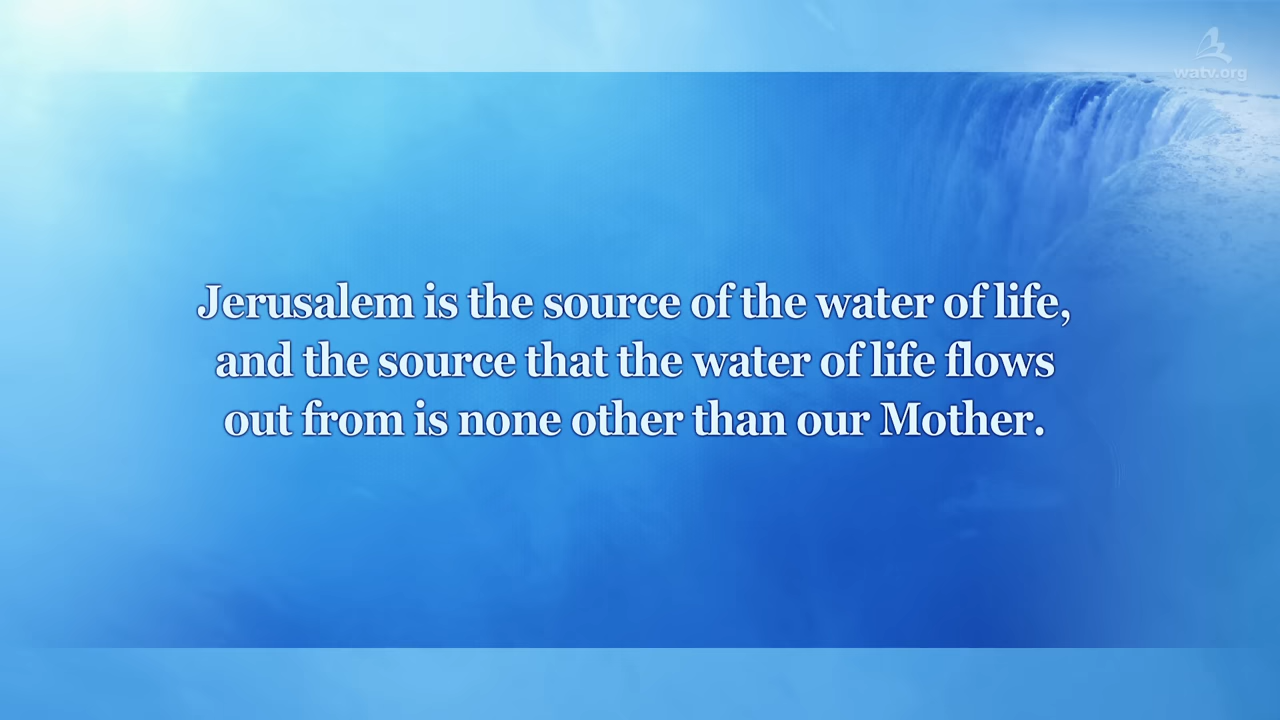 watv.org
Jerusalem is the source of the water of life,
and the source that the water of life flows
out from is none other than our Mother.